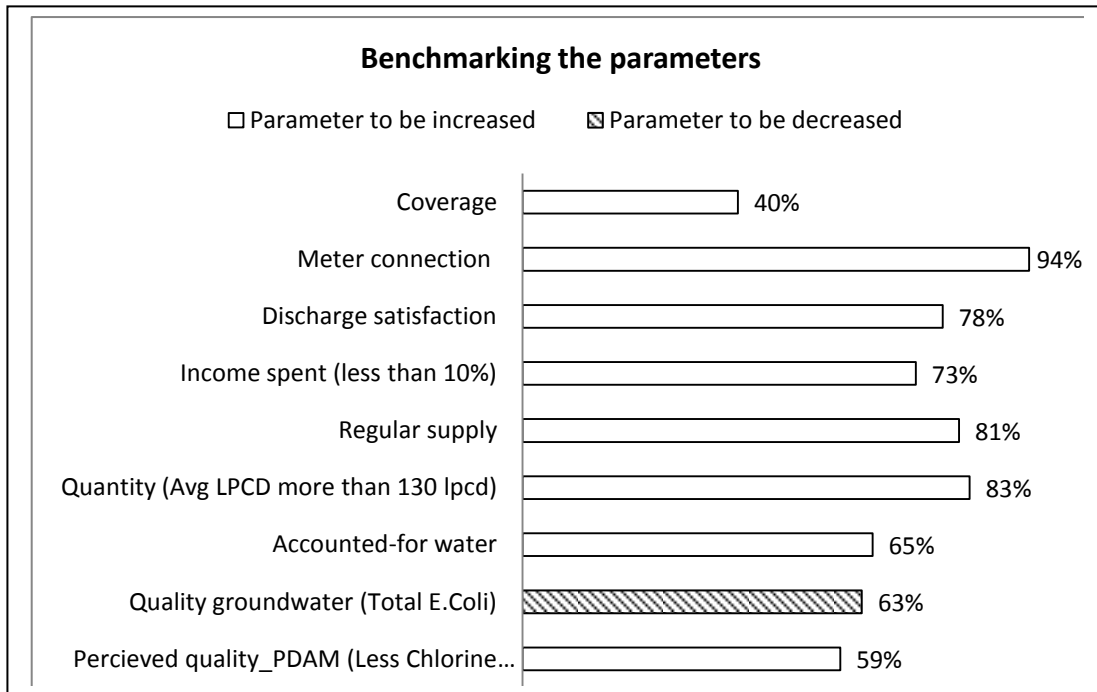 Benchmarking the parameters
Parameter to be increased Parameter to be decreased
Coverage 40%
Meter connection 94%
Discharge satisfaction 78%
Income spent (less than 10%) 73%
Regular supply 81%
Quantity (Avg LPCD more than 130 lpcd) 83%
Accounted-for water 65%
Quality groundwater (Total E.Coli) 63%
Percieved quality_PDAM (Less Chlorine... 59%